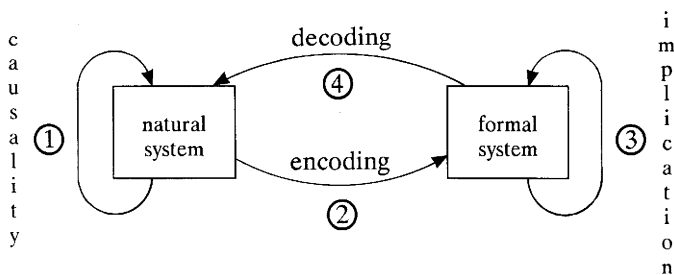 causality
①
natural
system
decoding
④
encoding
②
formal
system
③
implication